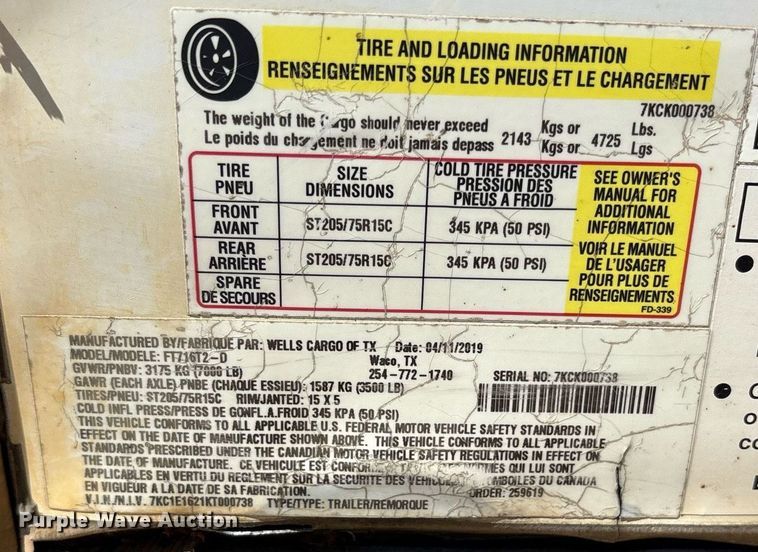 TIRE AND LOADING INFORMATION
RENSEIGNEMENTS SUR LES PNEUS ET LE CHARGEMENT
7KCK000738
The weight of the Cargo should never exceed 2143 Kgs or 4725 Lbs.
Le poids du chargement ne doit jamais depass 2143 Kgs or 4725 Lgs
TIRE PNEU SIZE DIMENSIONS COLD TIRE PRESSURE PRESSION DES PNEUS A FROID
FRONT AVANT ST205/75R15C 345 KPA (50 PSI)
REAR ARRIÈRE ST205/75R15C 345 KPA (50 PSI)
SPARE DE SECOURS
SEE OWNER'S
MANUAL FOR
ADDITIONAL
INFORMATION
VOIR LE MANUEL
DE L'USAGER
POUR PLUS DE
RENSEIGNEMENTS
FD-339
MANUFACTURED BY/FABRIQUE PAR: WELLS CARGO OF TX Date: 04/11/2019
MODEL/MODELE: FT716T2-D Waco, TX
GVWR/PNBV: 3175 KG (7000 LB) 254-772-1740
GAWR (EACH AXLE) PNBE (CHAQUE ESSIEU): 1587 KG (3500 LB) SERIAL NO: 7KCK000738
TIRES/PNEU: ST205/75R15C RIM/JANTED: 15 X 5
COLD INFL PRESS/PRESS DE GONFL.A.FROID 345 KPA (50 PSI)
THIS VEHICLE CONFORMS TO ALL APPLICABLE U.S. FEDERAL MOTOR VEHICLE SAFETY STANDARDS IN
EFFECT ON THE DATE OF MANUFACTURE SHOWN ABOVE. THIS VEHICLE CONFORMS TO ALL APPLICABLE
STANDARDS PRESCRIBED UNDER THE CANADIAN MOTOR VEHICLE SAFETY REGULATIONS IN EFFECT ON
THE DATE OF MANUFACTURE. CE VEHICULE EST CONFORME QUI LUI SONT
APPLICABLES EN VERTU DU REGLEMENT SUR LA SECURITE DES VEHICULES AUTOMOBILES DU CANADA
EN VIGUEUR A LA DATE DE SA FABRICATION. ORDER: 259619
V.I.N./N.I.V. 7KC1E1621KT000738 TYPE/TYPE: TRAILER/REMORQUE
Purple Wave Auction